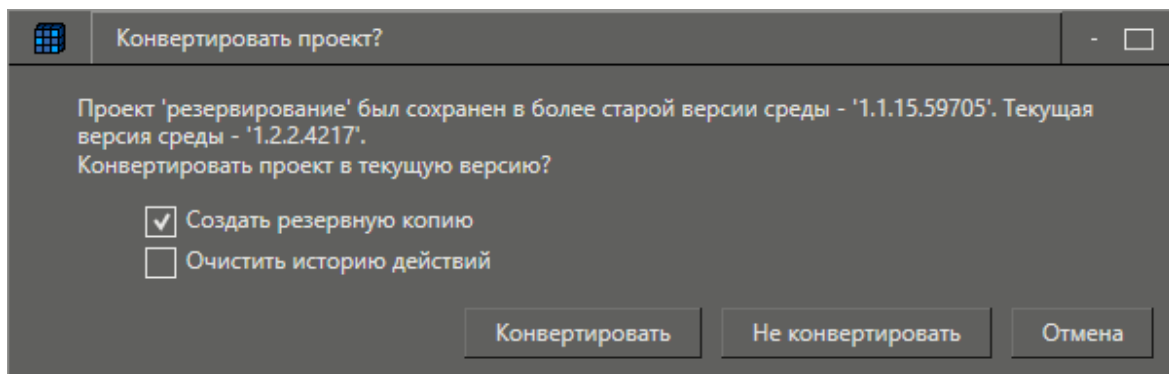 Конвертировать проект?
Проект 'резервирование' был сохранен в более старой версии среды - '1.1.15.59705'. Текущая
версия среды - '1.2.2.4217'.
Конвертировать проект в текущую версию?
Создать резервную копию
Очистить историю действий
Конвертировать Не конвертировать Отмена